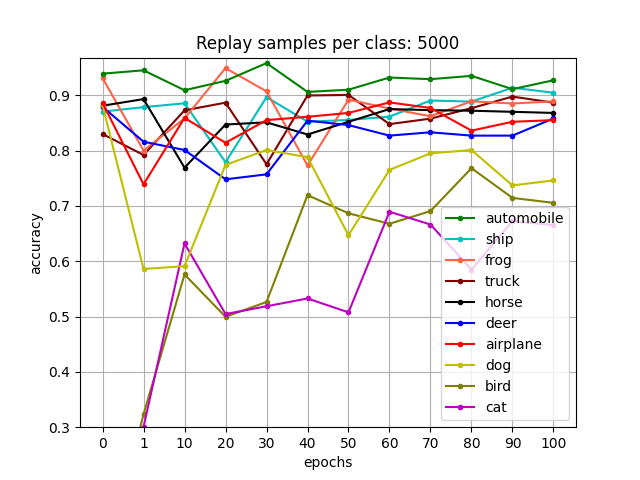 Replay samples per class: 5000
accuracy
0.9
0.8
0.7
0.6
0.5
0.4
0.3
automobile
ship
frog
truck
horse
deer
airplane
dog
bird
cat
0 1 10 20 30 40 50 60 70 80 90 100
epochs